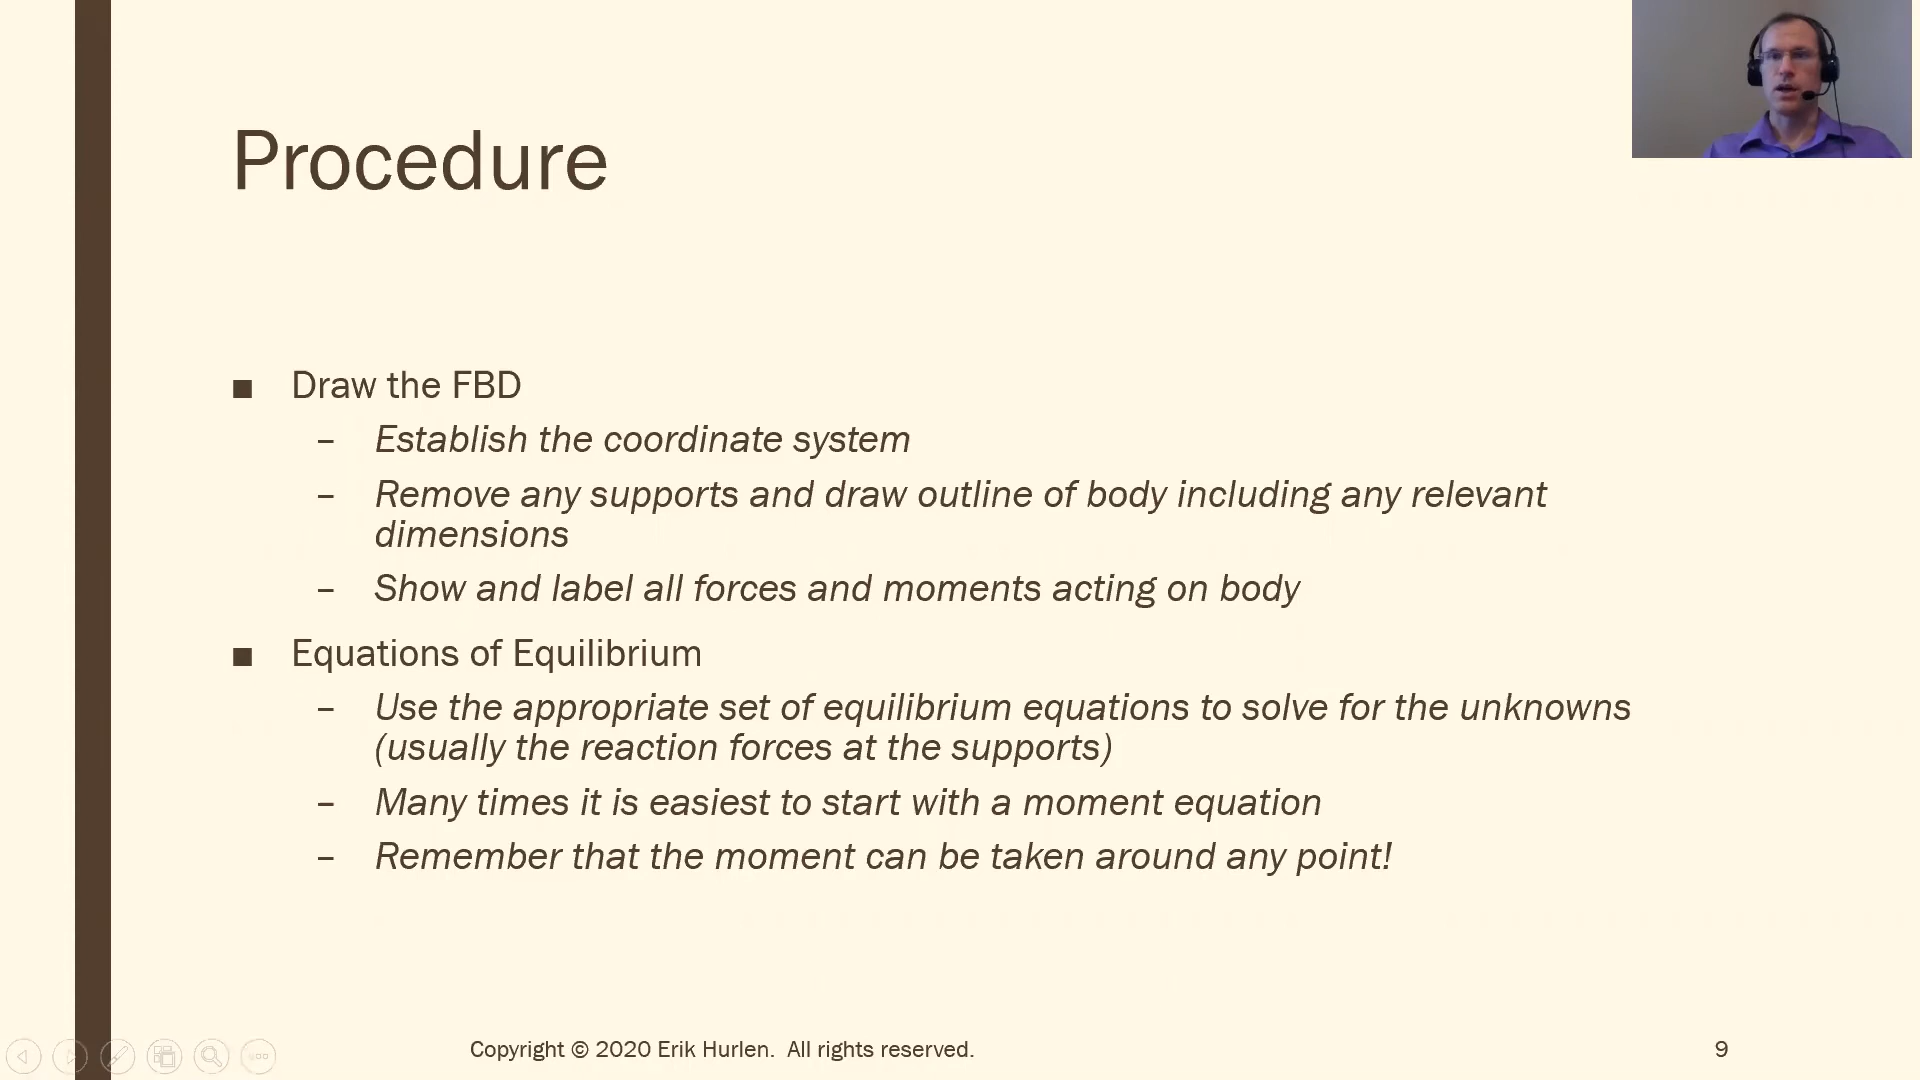 Procedure
■ Draw the FBD
– Establish the coordinate system
– Remove any supports and draw outline of body including any relevant
dimensions
– Show and label all forces and moments acting on body
■ Equations of Equilibrium
– Use the appropriate set of equilibrium equations to solve for the unknowns
(usually the reaction forces at the supports)
– Many times it is easiest to start with a moment equation
– Remember that the moment can be taken around any point!
Copyright © 2020 Erik Hurlen. All rights reserved.
9